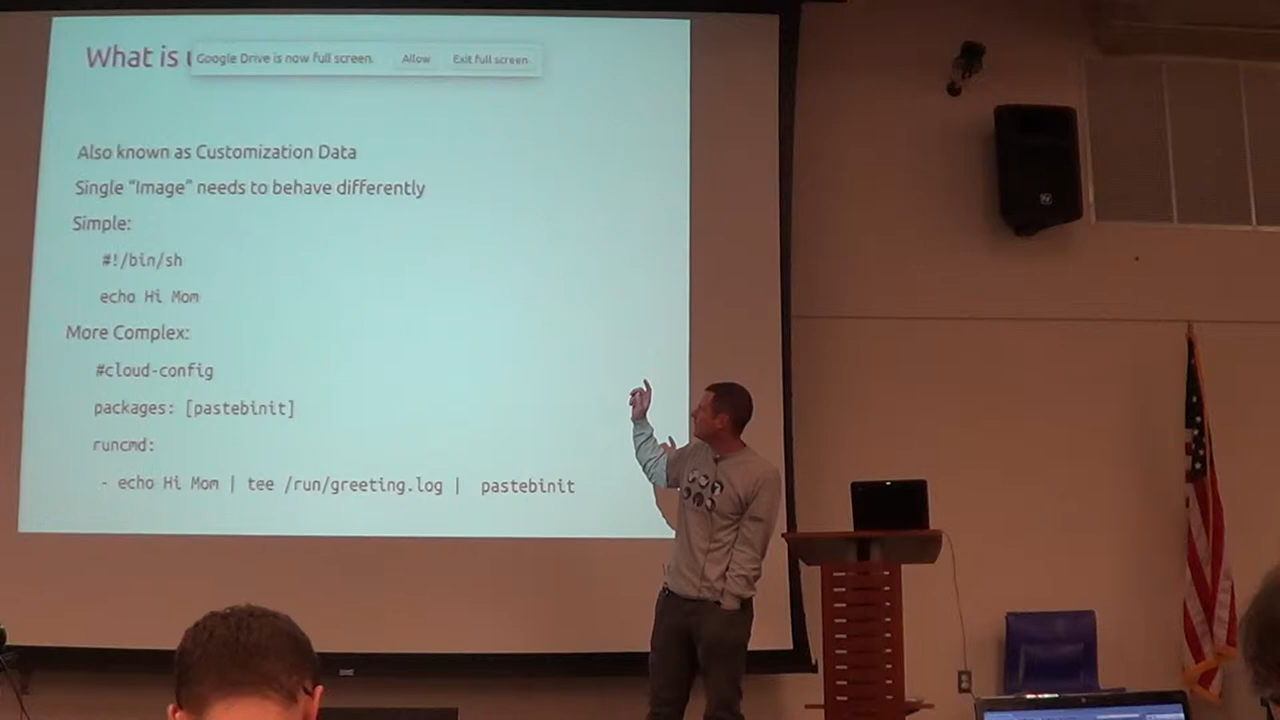 What is
Google Drive is now full screen. Allow Exit full screen
Also known as Customization Data
Single “Image” needs to behave differently
Simple:
#!/bin/sh
echo Hi Mom
More Complex:
#cloud-config
packages: [pastebinit]
runcmd:
- echo Hi Mom | tee /run/greeting.log | pastebinit